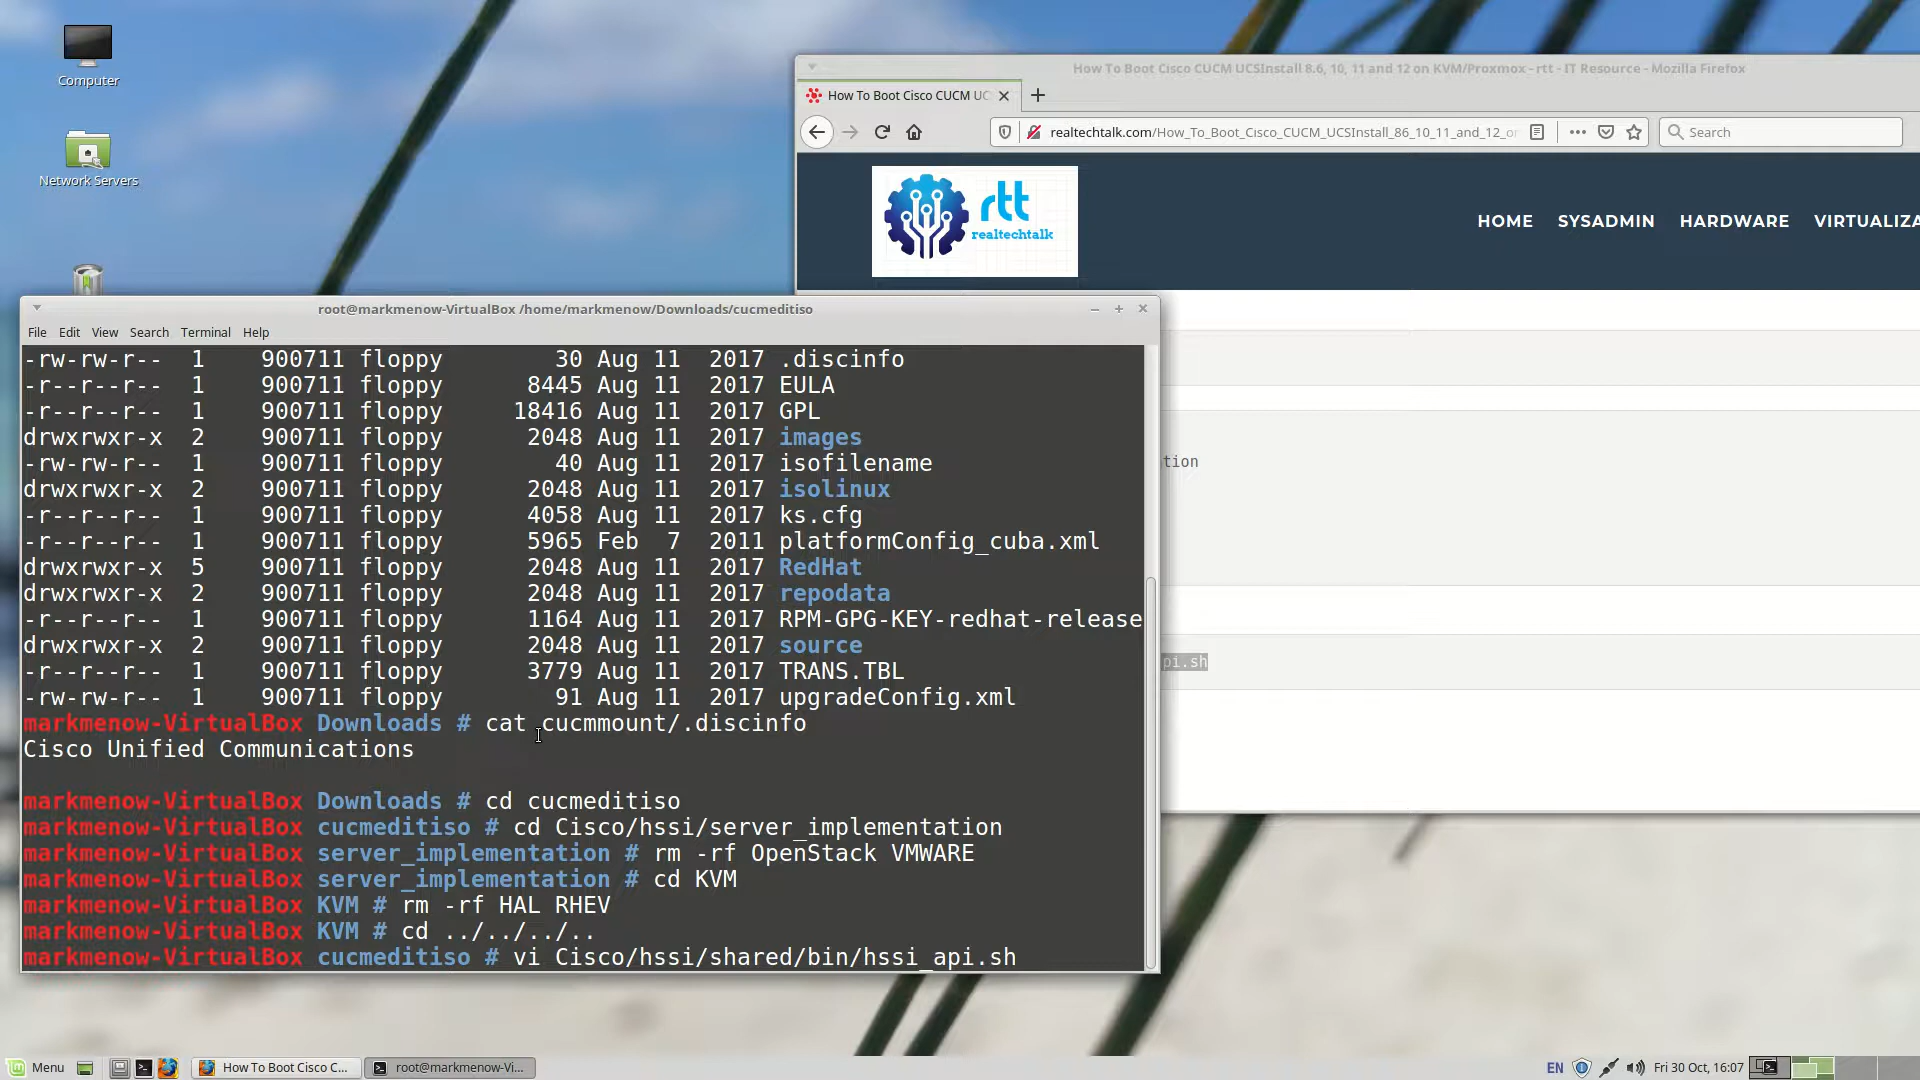 Computer
Network Servers
How To Boot Cisco CUCM UCSInstall 8.6, 10, 11 and 12 on KVM/Proxmox - rtt - IT Resource - Mozilla Firefox
How To Boot Cisco CUCM UC
realtechtalk.com/How_To_Boot_Cisco_CUCM_UCSInstall_86_10_11_and_12_o
Search
rtt
realtechtalk
HOME SYSADMIN HARDWARE VIRTUALIZA
root@markmenow-VirtualBox /home/markmenow/Downloads/cucmeditiso
File Edit View Search Terminal Help
-rw-rw-r-- 1 900711 floppy 30 Aug 11 2017 .discinfo
-r--r--r-- 1 900711 floppy 8445 Aug 11 2017 EULA
-r--r--r-- 1 900711 floppy 18416 Aug 11 2017 GPL
drwxrwxr-x 2 900711 floppy 2048 Aug 11 2017 images
-rw-rw-r-- 1 900711 floppy 40 Aug 11 2017 isofilename
drwxrwxr-x 2 900711 floppy 2048 Aug 11 2017 isolinux
-r--r--r-- 1 900711 floppy 4058 Aug 11 2017 ks.cfg
-r--r--r-- 1 900711 floppy 5965 Feb 7 2011 platformConfig_cuba.xml
drwxrwxr-x 5 900711 floppy 2048 Aug 11 2017 RedHat
drwxrwxr-x 2 900711 floppy 2048 Aug 11 2017 repodata
-r--r--r-- 1 900711 floppy 1164 Aug 11 2017 RPM-GPG-KEY-redhat-release
drwxrwxr-x 2 900711 floppy 2048 Aug 11 2017 source
-r--r--r-- 1 900711 floppy 3779 Aug 11 2017 TRANS.TBL
-rw-rw-r-- 1 900711 floppy 91 Aug 11 2017 upgradeConfig.xml
markmenow-VirtualBox Downloads # cat cucmmount/.discinfo
Cisco Unified Communications
markmenow-VirtualBox Downloads # cd cucmeditiso
markmenow-VirtualBox cucmeditiso # cd Cisco/hssi/server_implementation
markmenow-VirtualBox server_implementation # rm -rf OpenStack VMWARE
markmenow-VirtualBox server_implementation # cd KVM
markmenow-VirtualBox KVM # rm -rf HAL RHEV
markmenow-VirtualBox KVM # cd ../../../..
markmenow-VirtualBox cucmeditiso # vi Cisco/hssi/shared/bin/hssi_api.sh
tion
pi.sh
Menu
How To Boot Cisco C...
root@markmenow-Vi...
EN
Fri 30 Oct, 16:07